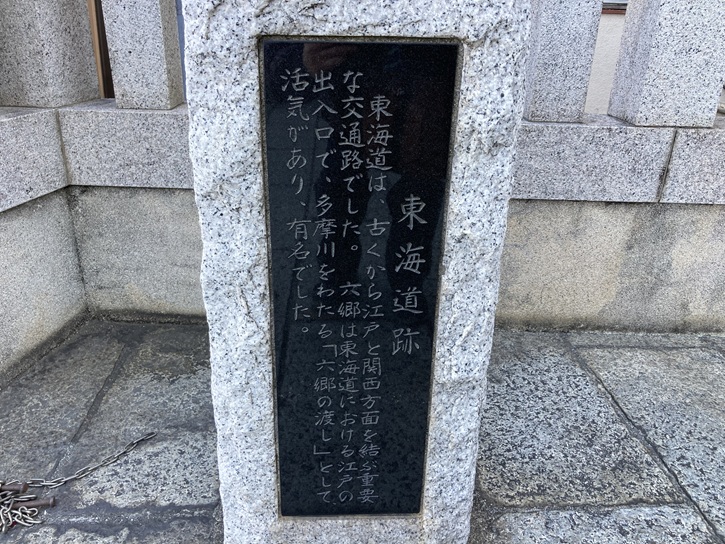 東海道跡
東海道は、古くから江戸と関西方面を結ぶ重要
な交通路でした。 六郷は東海道における江戸の
出入口で、多摩川をわたる「六郷の渡し」として
活気があり、有名でした。